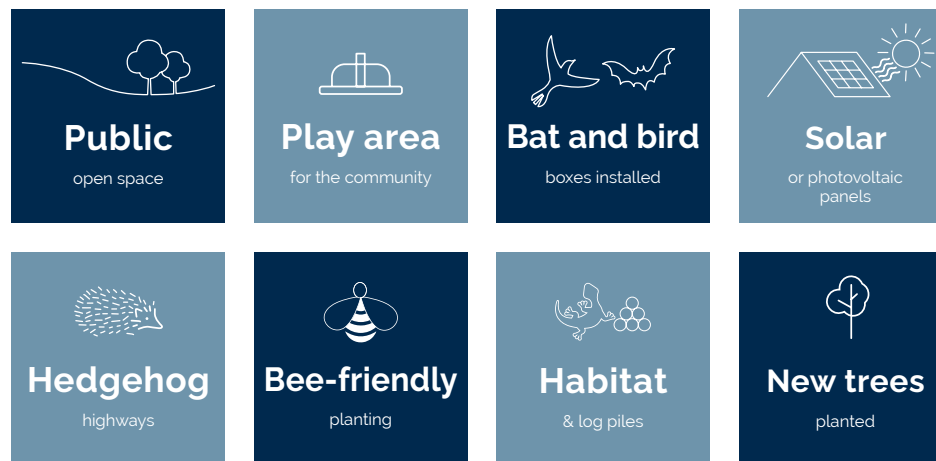 Public
open space
Play area
for the community
Bat and bird
boxes installed
Solar
or photovoltaic
panels
Hedgehog
highways
Bee-friendly
planting
Habitat
& log piles
New trees
planted